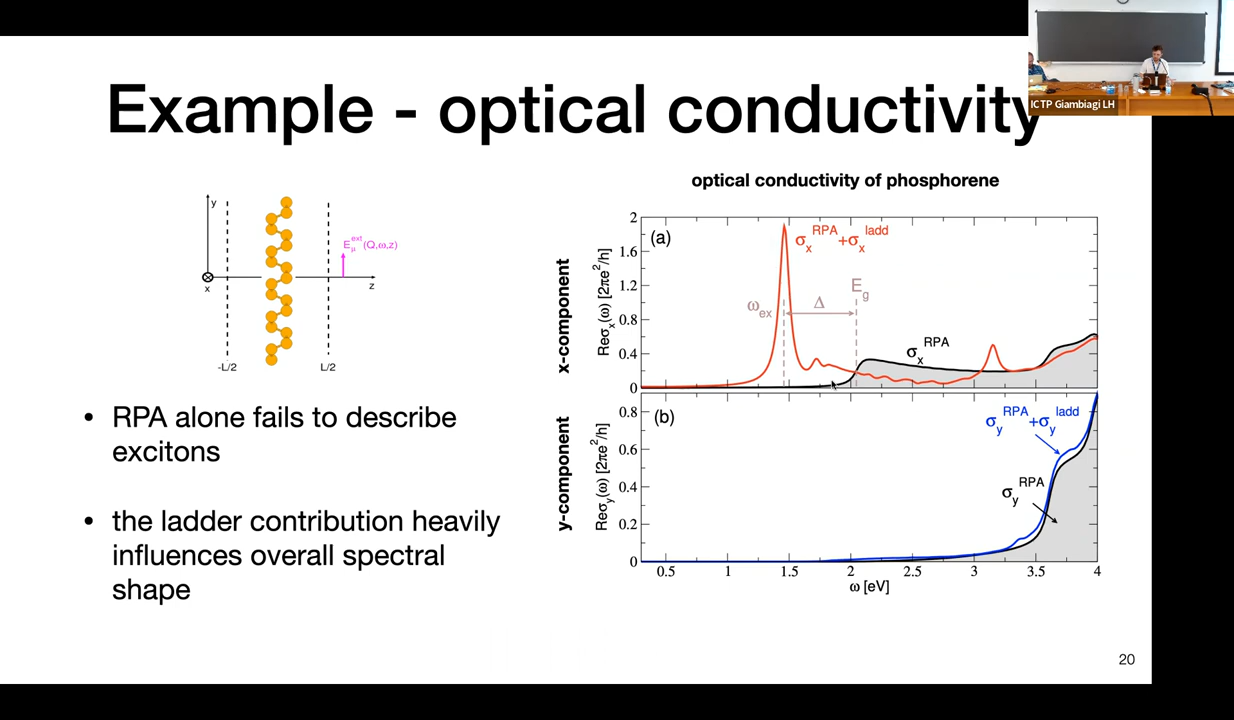 Example - optical conductivity
ICTP Giambiagi LH
optical conductivity of phosphorene
y
E_μ^ext(Q,ω,z)
x
z
-L/2
L/2
• RPA alone fails to describe
excitons
• the ladder contribution heavily
influences overall spectral
shape
x-component
Reσ_x(ω) [2πe²/h]
2
1.6
1.2
0.8
0.4
0
(a)
σ_x^RPA+σ_x^ladd
ω_ex
Δ
E_g
σ_x^RPA
y-component
Reσ_y(ω) [2πe²/h]
0.8
0.6
0.4
0.2
0
(b)
σ_y^RPA+σ_y^ladd
σ_y^RPA
0.5 1 1.5 2 2.5 3 3.5 4
ω [eV]
20